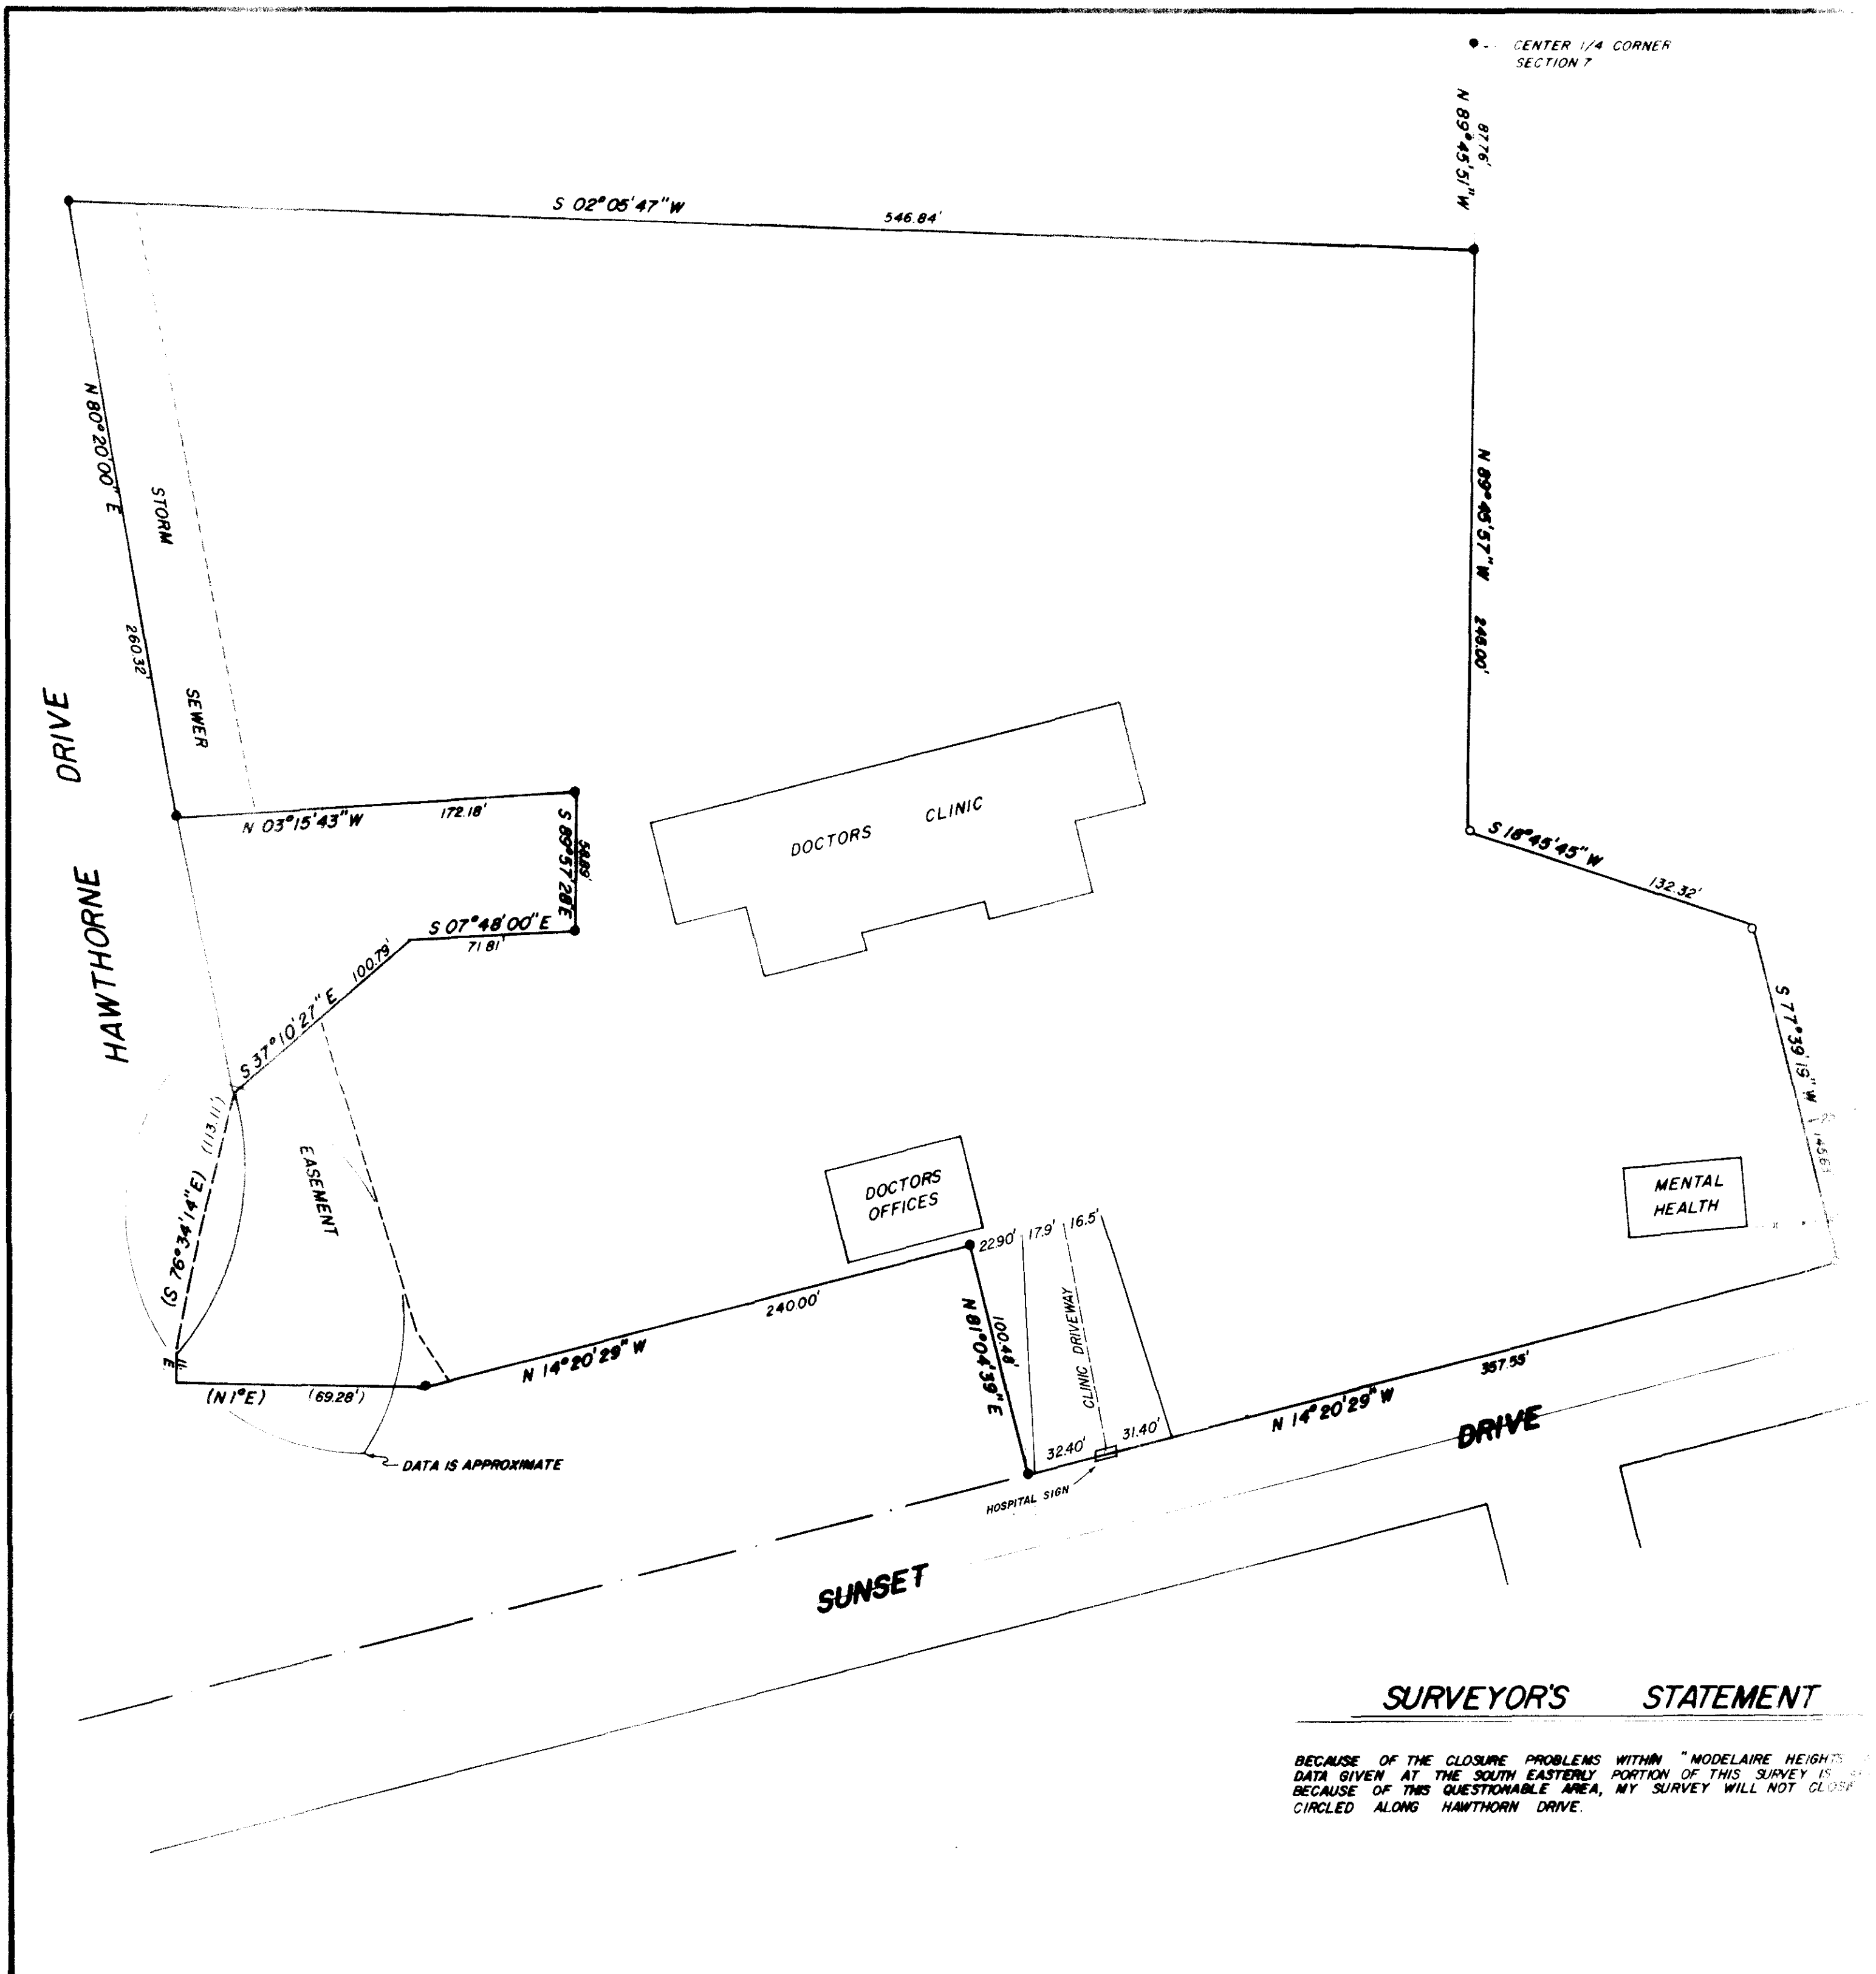 CENTER 1/4 CORNER
SECTION 7
N 89°45'51" W
87.76'
S 02°05'47" W
546.84'
N 80°20'00" E
260.32'
STORM
SEWER
HAWTHORNE DRIVE
N 89°45'57" W
N 03°15'43" W
172.18'
S 89°57'28" E
S 07°48'00" E
71.81'
S 37°10'27" E
100.79'
DOCTORS CLINIC
S 18°45'45" W
132.32'
S 77°39'19" W
(S 76°34'14" E)
(113.11')
EASEMENT
DOCTORS
OFFICES
MENTAL
HEALTH
22.90'
17.9'
16.5'
240.00'
N 14°20'29" W
N 81°04'39" E
100.48'
CLINIC DRIVEWAY
(N 1° E)
(69.28')
DATA IS APPROXIMATE
32.40'
31.40'
HOSPITAL SIGN
N 14°20'29" W
357.55'
SUNSET DRIVE
SURVEYOR'S STATEMENT
BECAUSE OF THE CLOSURE PROBLEMS WITHIN "MODELAIRE HEIGHTS
DATA GIVEN AT THE SOUTH EASTERLY PORTION OF THIS SURVEY IS
BECAUSE OF THIS QUESTIONABLE AREA, MY SURVEY WILL NOT CLOSE
CIRCLED ALONG HAWTHORN DRIVE.